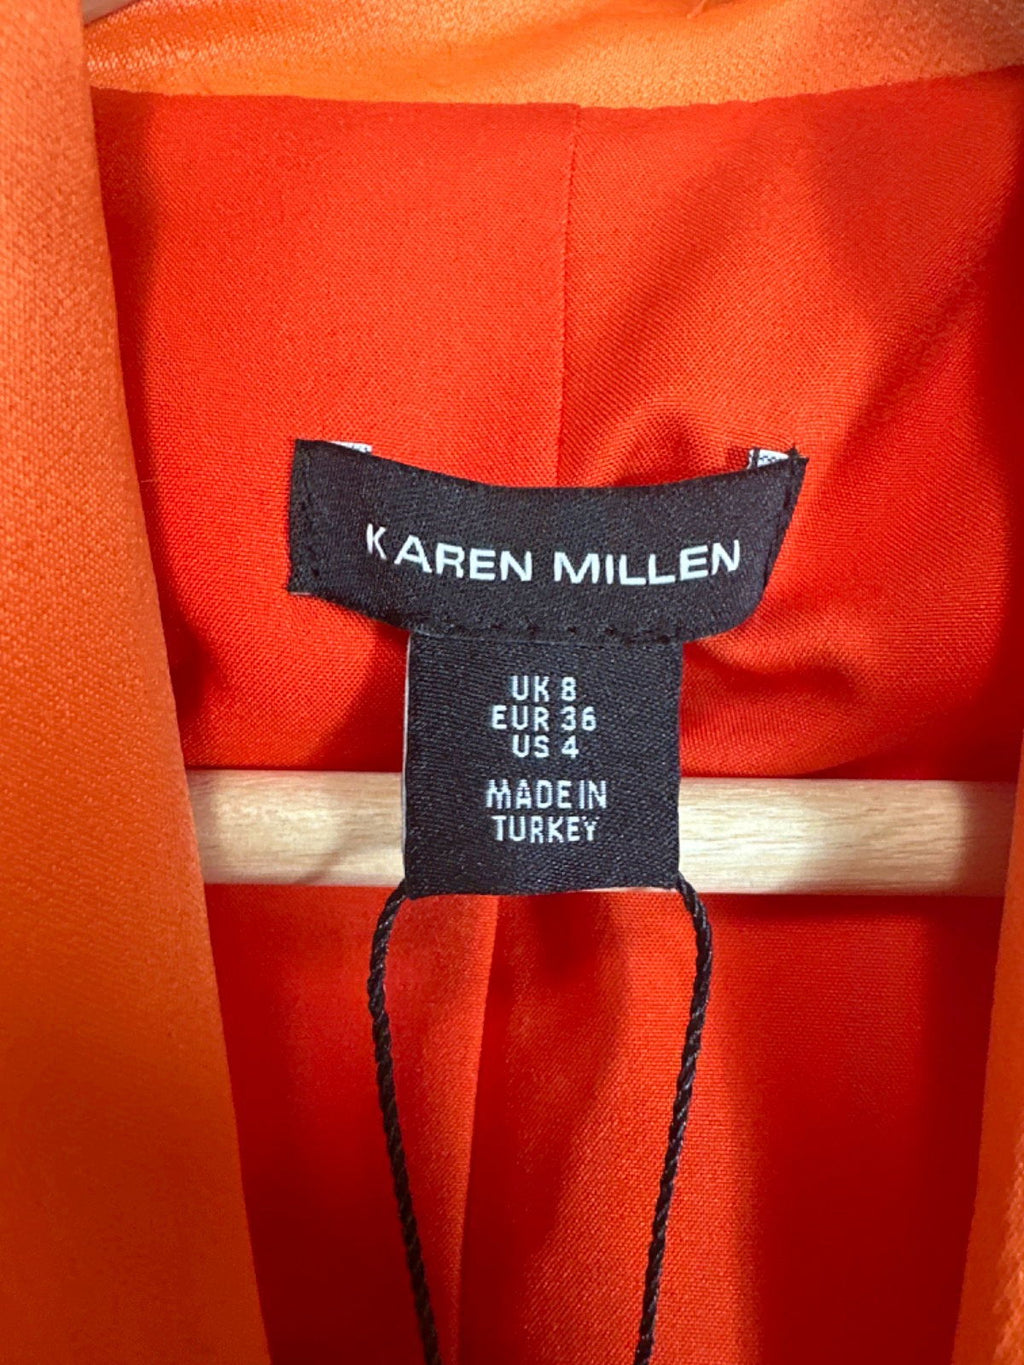 KAREN MILLEN
UK 8
EUR 36
US 4
MADE IN
TURKEY